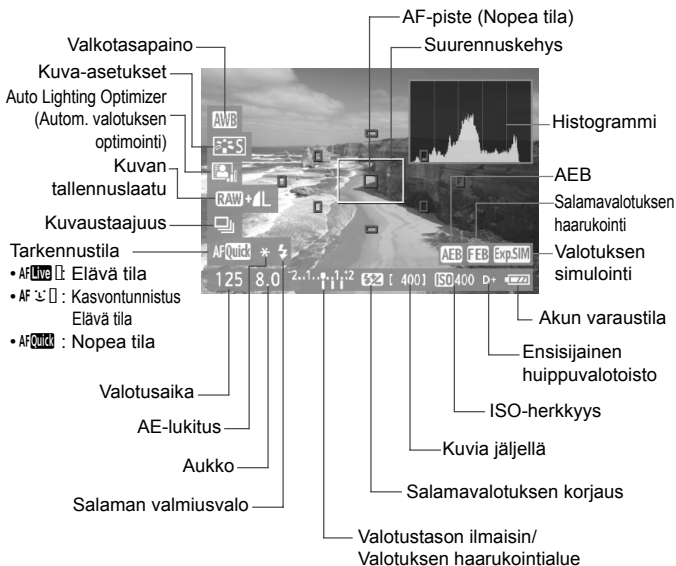 AF-piste (Nopea tila)
Suurennuskehys
Valkotasapaino
Kuva-asetukset
Auto Lighting Optimizer
(Autom. valotuksen
optimointi)
Kuvan
tallennuslaatu
Kuvaustaajuus
Tarkennustila
• AF Live : Elävä tila
• AF : Kasvontunnistus
Elävä tila
• AF Quick : Nopea tila
Valotusaika
AE-lukitus
Aukko
Salaman valmiusvalo
AWB
S
RAW+L
AF Quick *
125 8.0 -2..1..0..1.:2 [ 400] ISO 400 D+
AEB FEB Exp.SIM
Histogrammi
AEB
Salamavalotuksen
haarukointi
Valotuksen
simulointi
Akun varaustila
Ensisijainen
huippuvalotoisto
ISO-herkkyys
Kuvia jäljellä
Salamavalotuksen korjaus
Valotustason ilmaisin/
Valotuksen haarukointialue